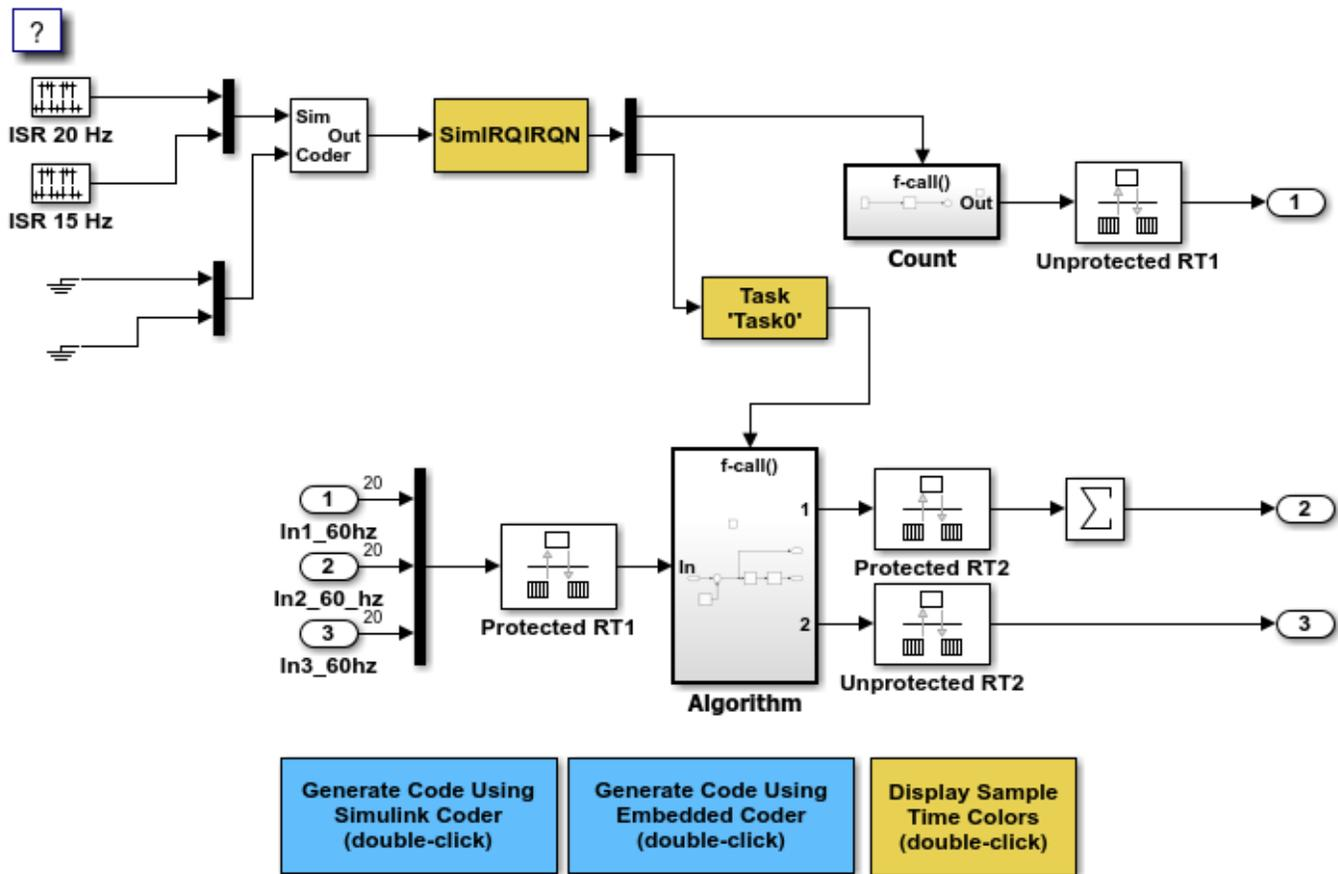 ?
ISR 20 Hz
ISR 15 Hz
Sim
Out
Coder
SimIRQIRQN
f-call()
Out
Count
Unprotected RT1
1
Task
'Task0'
1
20
In1_60hz
2
20
In2_60_hz
3
20
In3_60hz
Protected RT1
f-call()
In
1
2
Algorithm
Protected RT2
2
Unprotected RT2
3
Generate Code Using
Simulink Coder
(double-click)
Generate Code Using
Embedded Coder
(double-click)
Display Sample
Time Colors
(double-click)